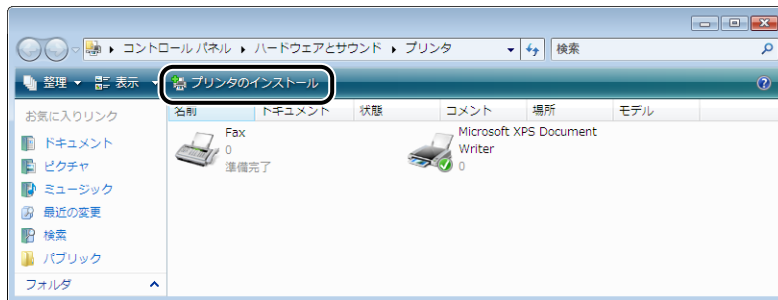 コントロール パネル ▸ ハードウェアとサウンド ▸ プリンタ 検索
整理 表示 プリンタのインストール
お気に入りリンク
ドキュメント
ピクチャ
ミュージック
最近の変更
検索
パブリック
フォルダ
名前 ドキュメント 状態 コメント 場所 モデル
Fax
0
準備完了
Microsoft XPS Document
Writer
0